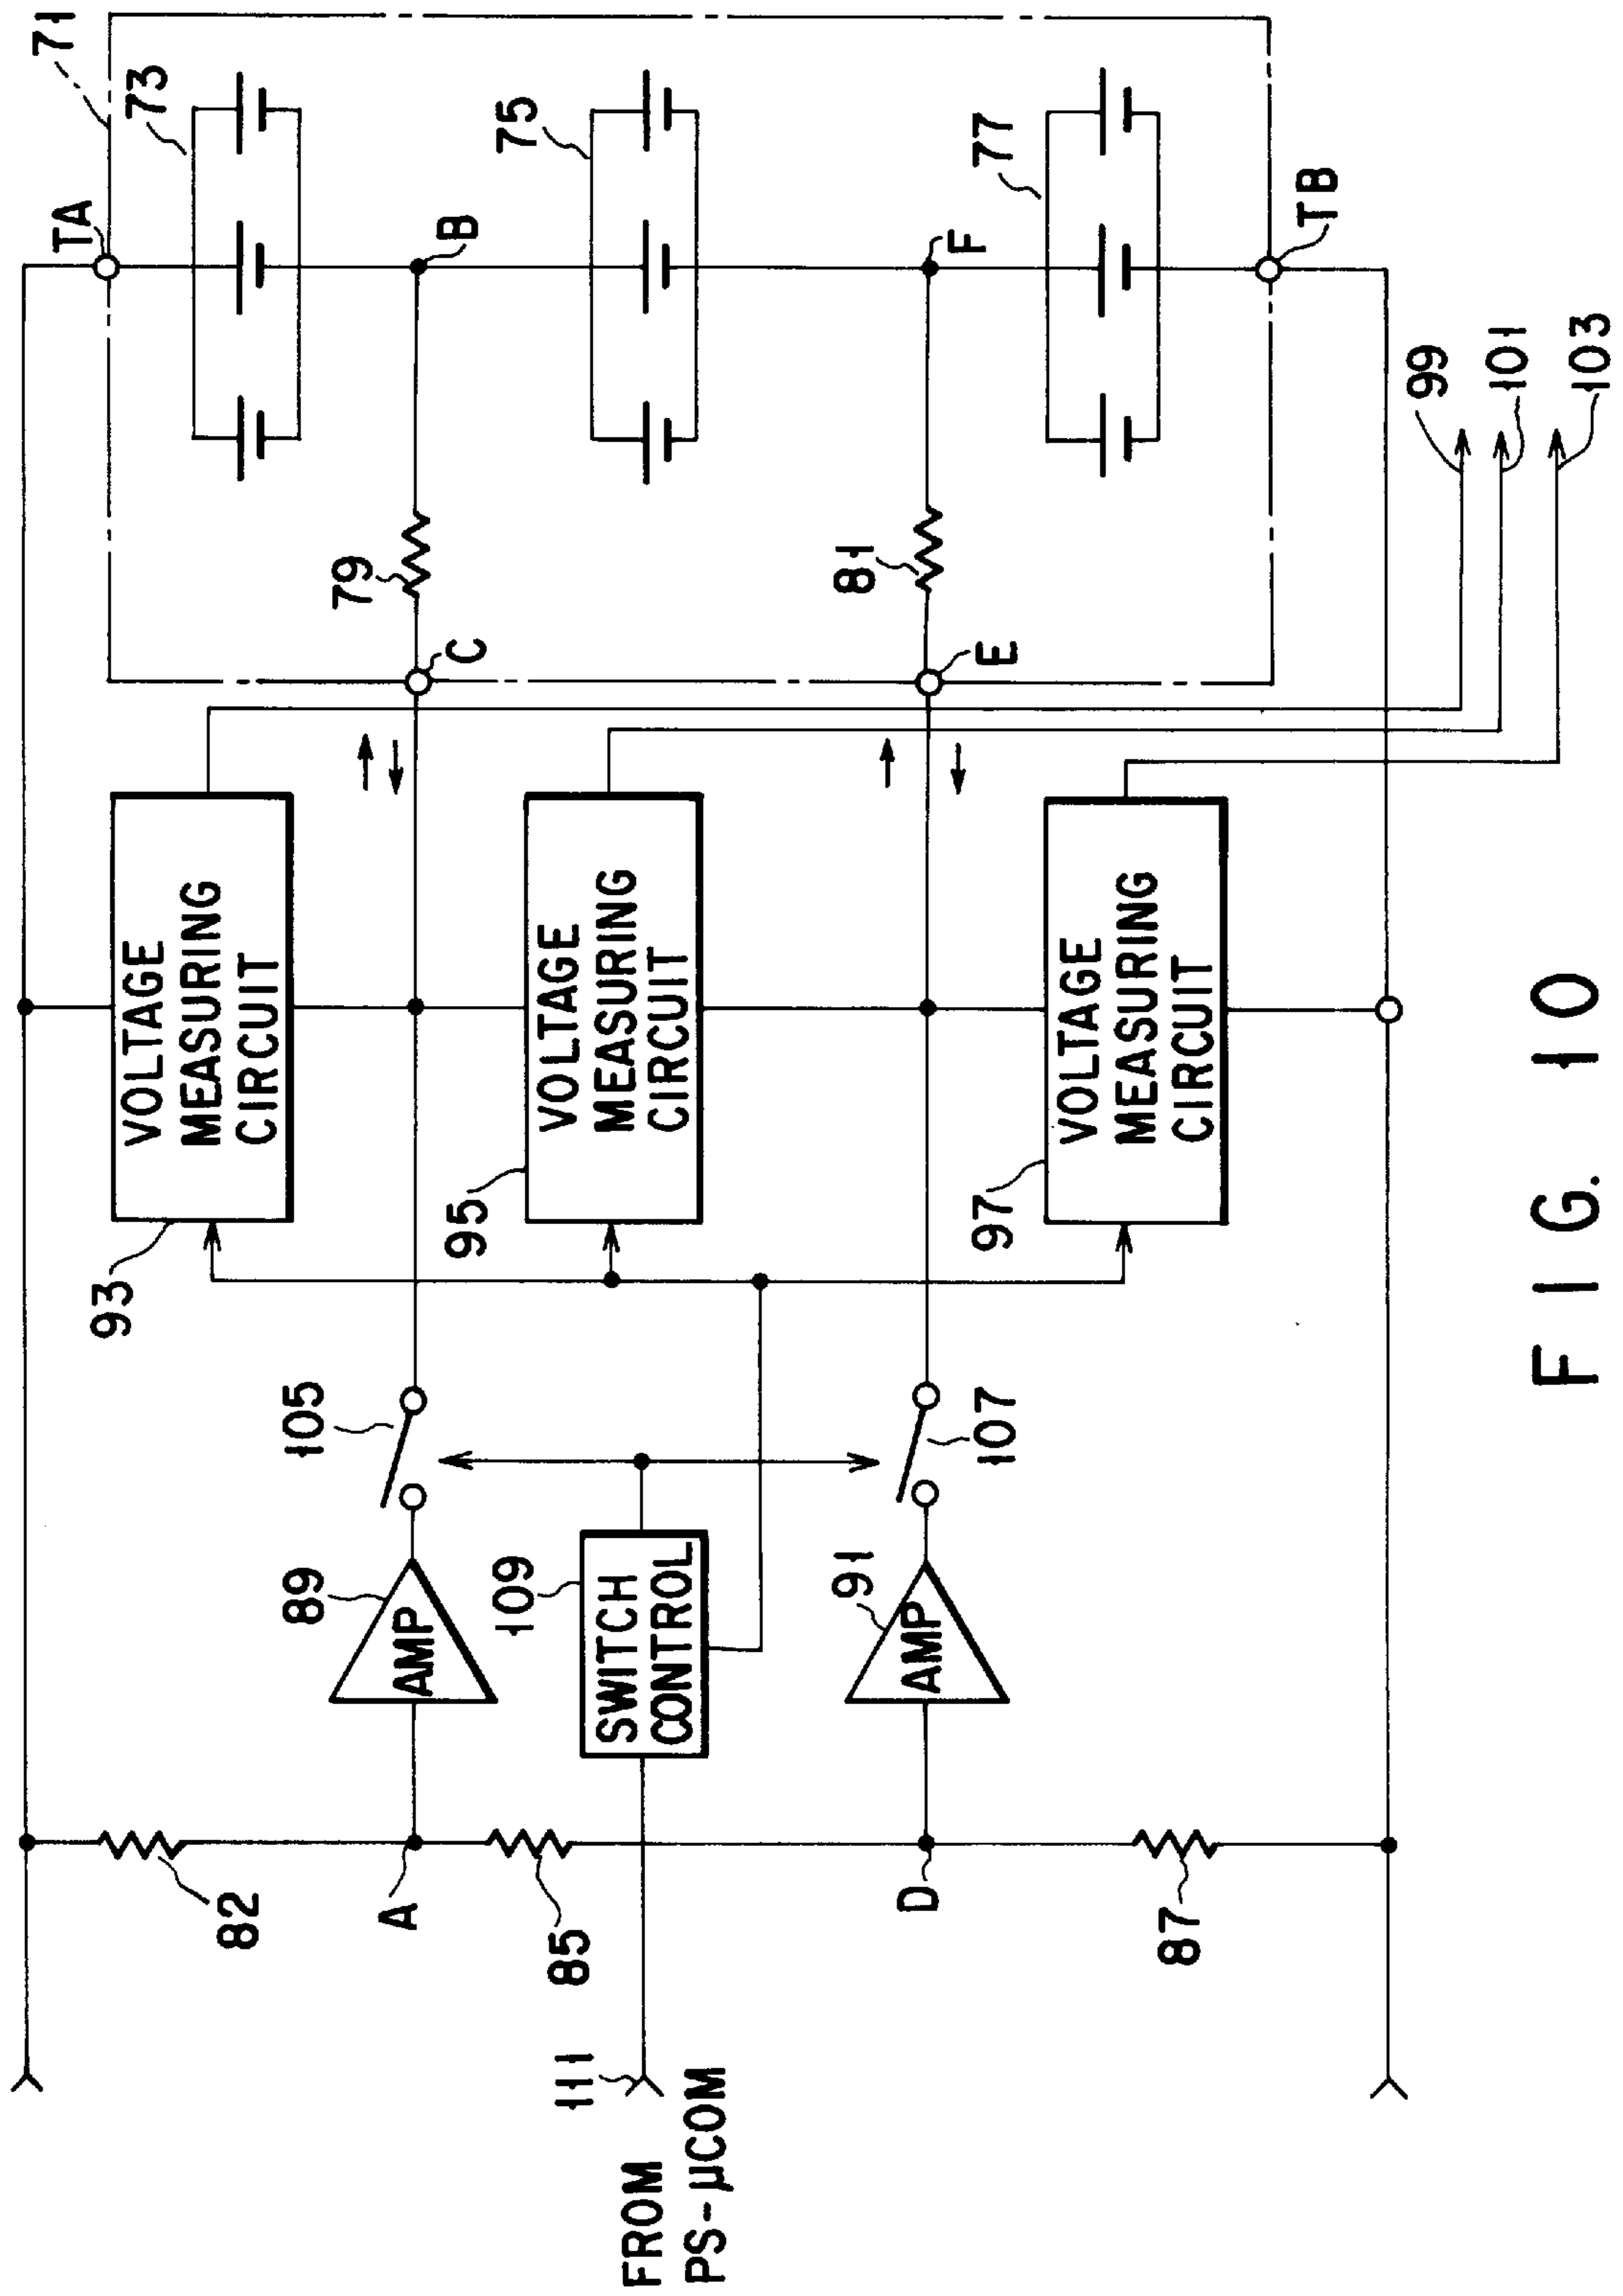 71
TA
73
B
75
F
77
TB
79
C
81
E
99
101
103
VOLTAGE
MEASURING
CIRCUIT
93
VOLTAGE
MEASURING
CIRCUIT
95
VOLTAGE
MEASURING
CIRCUIT
97
105
107
89
AMP
109
SWITCH
CONTROL
91
AMP
82
A
85
D
87
111
FROM
PS-μCOM
FIG. 10